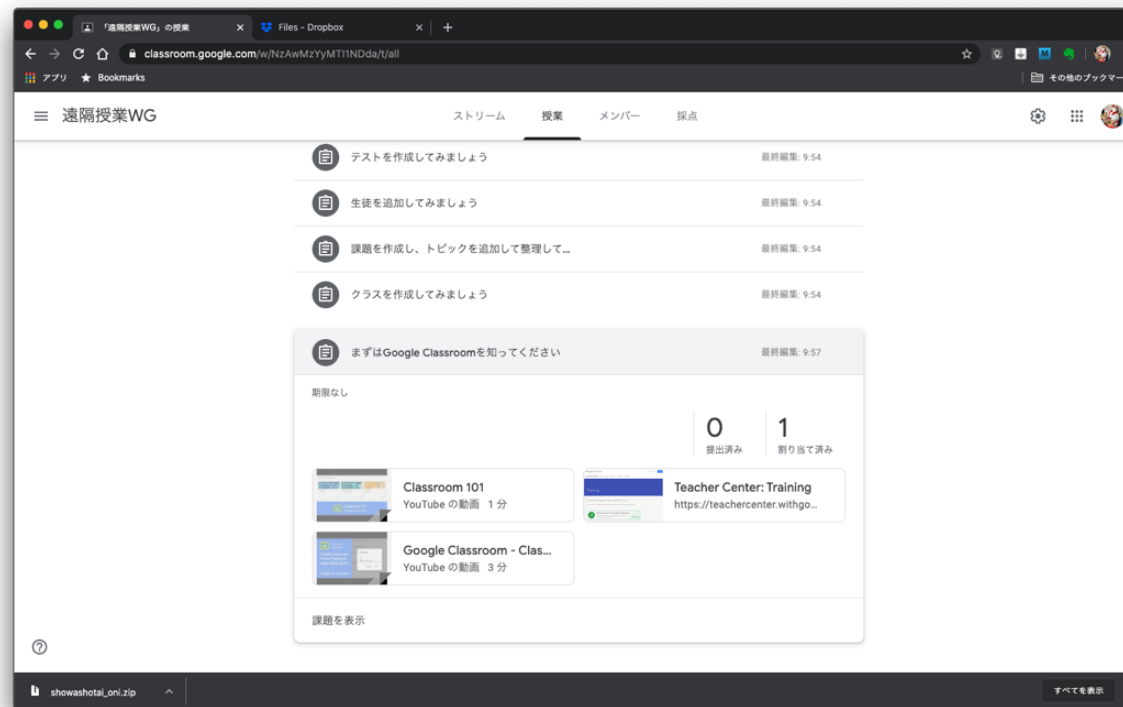 「遠隔授業WG」の授業
Files - Dropbox
classroom.google.com/w/NzAwMzYyMTI1NDda/t/all
アプリ
Bookmarks
その他のブックマー
遠隔授業WG
ストリーム
授業
メンバー
採点
テストを作成してみましょう
最終編集: 9:54
生徒を追加してみましょう
最終編集: 9:54
課題を作成し、トピックを追加して整理して...
最終編集: 9:54
クラスを作成してみましょう
最終編集: 9:54
まずはGoogle Classroomを知ってください
最終編集: 9:57
期限なし
0
提出済み
1
割り当て済み
Classroom 101
YouTube の動画 1 分
Teacher Center: Training
https://teachercenter.withgo...
Google Classroom - Clas...
YouTube の動画 3 分
課題を表示
showashotai_oni.zip
すべてを表示